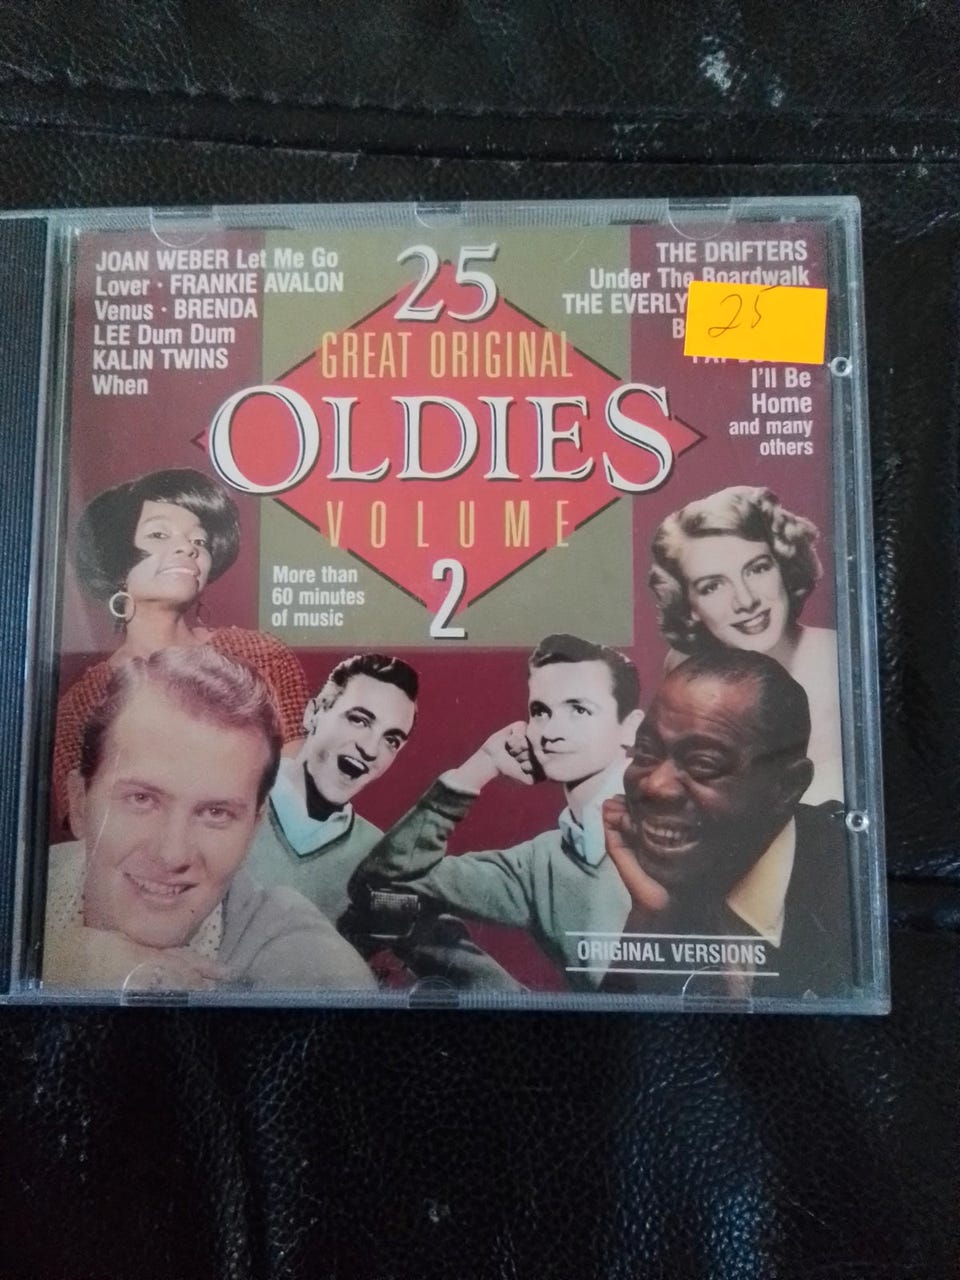 JOAN WEBER Let Me Go
Lover · FRANKIE AVALON
Venus · BRENDA
LEE Dum Dum
KALIN TWINS
When
25
GREAT ORIGINAL
OLDIES
VOLUME
2
More than
60 minutes
of music
THE DRIFTERS
Under The Boardwalk
THE EVERLY
25
I'll Be
Home
and many
others
ORIGINAL VERSIONS